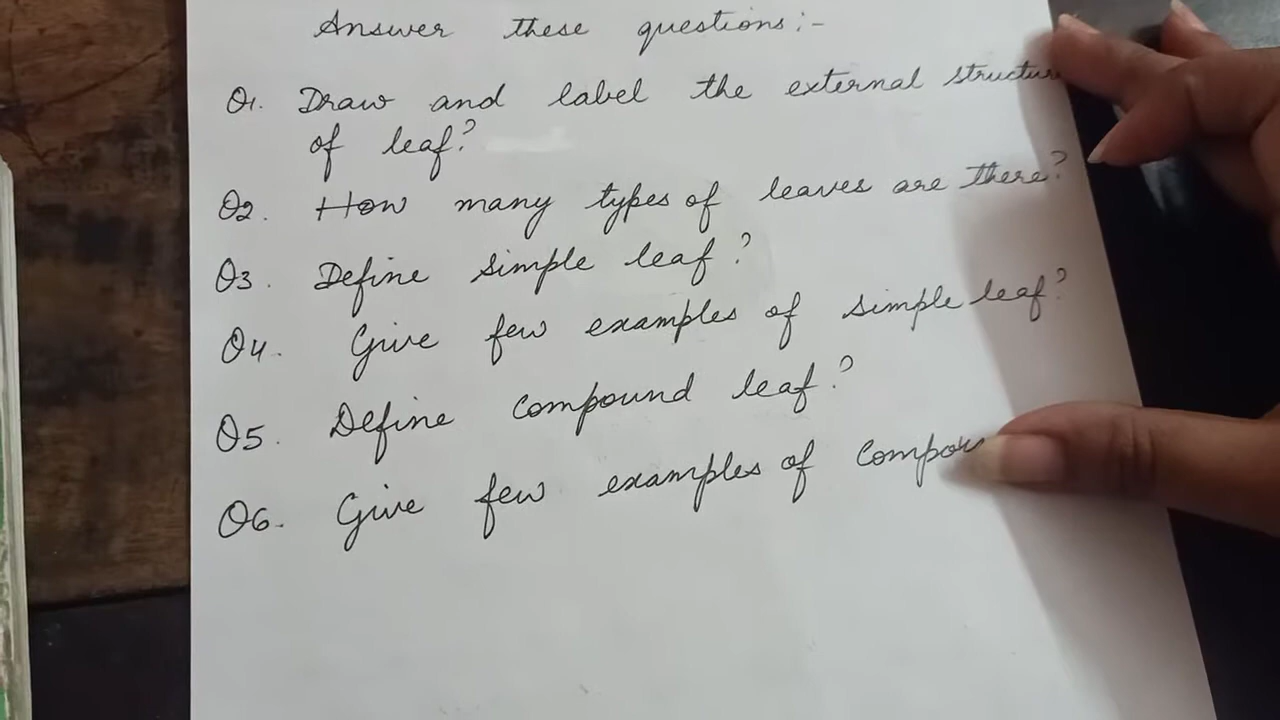 Answer these questions:-
Q1. Draw and label the external structure
of leaf?
Q2. How many types of leaves are there?
Q3. Define simple leaf?
Q4. Give few examples of simple leaf?
Q5. Define compound leaf?
Q6. Give few examples of